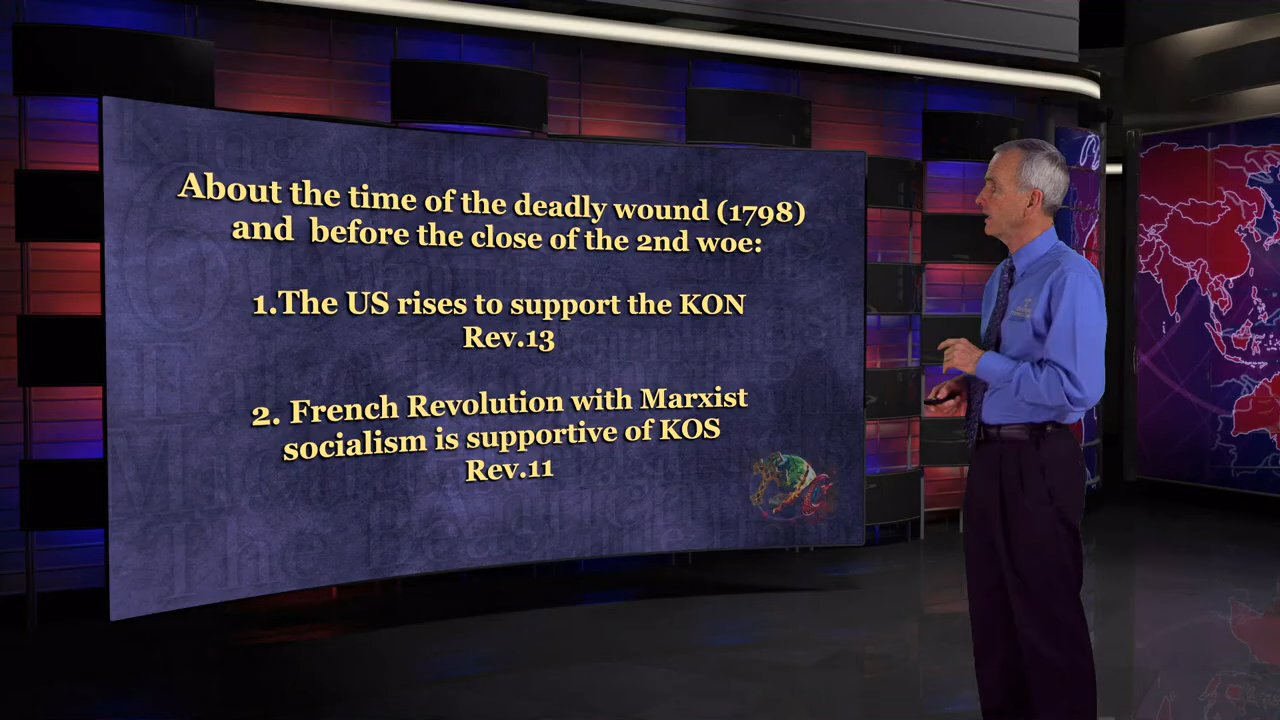 About the time of the deadly wound (1798)
and before the close of the 2nd woe:
1.The US rises to support the KON
Rev.13
2. French Revolution with Marxist
socialism is supportive of KOS
Rev.11